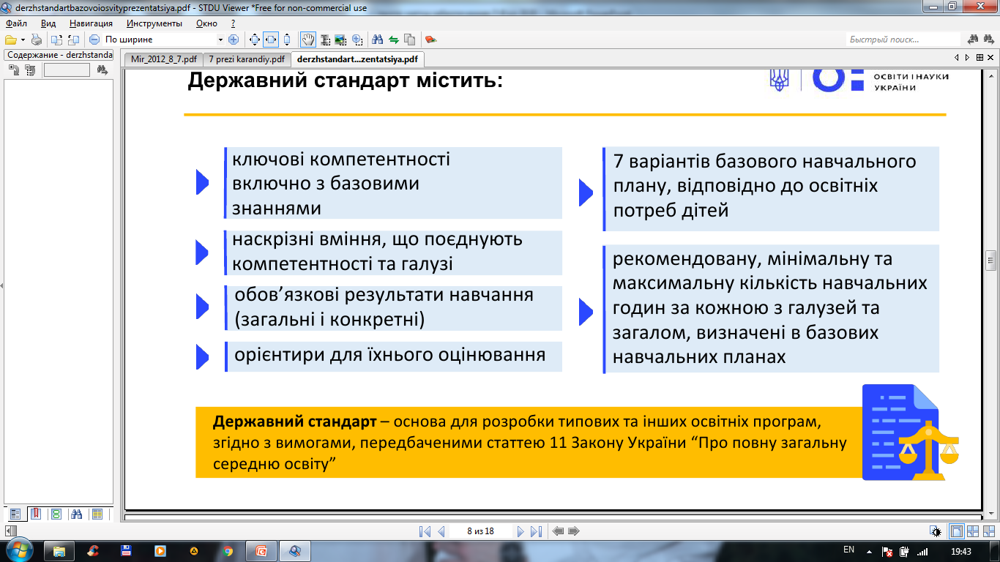 derzhstandartbazovoiosvityprezentatsiya.pdf - STDU Viewer *Free for non-commercial use
Файл Вид Навигация Инструменты Окно ?
По ширине
Быстрый поиск...
Содержание - derzhstanda
Mir_2012_8_7.pdf 7 prezi karandiy.pdf derzhstandart...zentatsiya.pdf
Державний стандарт містить:
ОСВІТИ І НАУКИ
УКРАЇНИ
ключові компетентності
включно з базовими
знаннями
наскрізні вміння, що поєднують
компетентності та галузі
обов’язкові результати навчання
(загальні і конкретні)
орієнтири для їхнього оцінювання
7 варіантів базового навчального
плану, відповідно до освітніх
потреб дітей
рекомендовану, мінімальну та
максимальну кількість навчальних
годин за кожною з галузей та
загалом, визначені в базових
навчальних планах
Державний стандарт – основа для розробки типових та інших освітніх програм,
згідно з вимогами, передбаченими статтею 11 Закону України “Про повну загальну
середню освіту”
8 из 18
EN
19:43